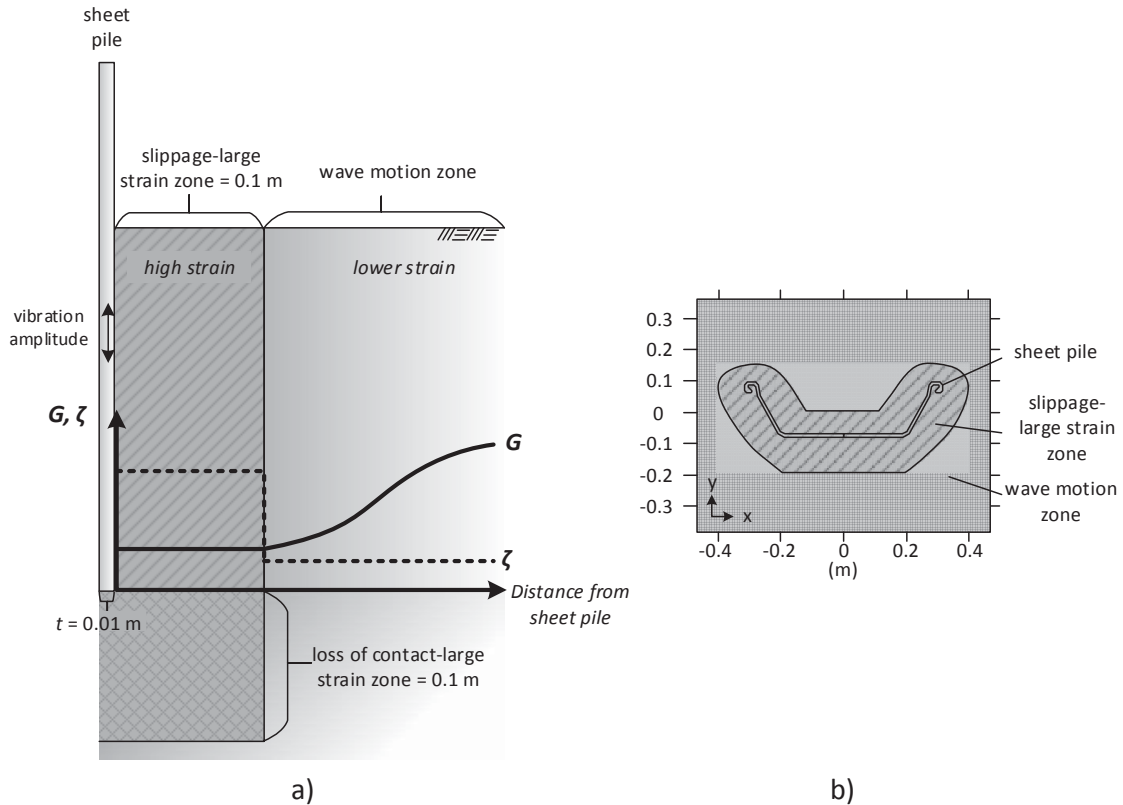 sheet
pile
slippage-large
strain zone = 0.1 m
wave motion zone
high strain
lower strain
vibration
amplitude
G, ζ
G
ζ
Distance from
sheet pile
t = 0.01 m
loss of contact-large
strain zone = 0.1 m
a)
0.3
0.2
0.1
0
-0.1
-0.2
-0.3
y
x
-0.4
-0.2
0
0.2
0.4
(m)
sheet pile
slippage-
large strain
zone
wave motion
zone
b)